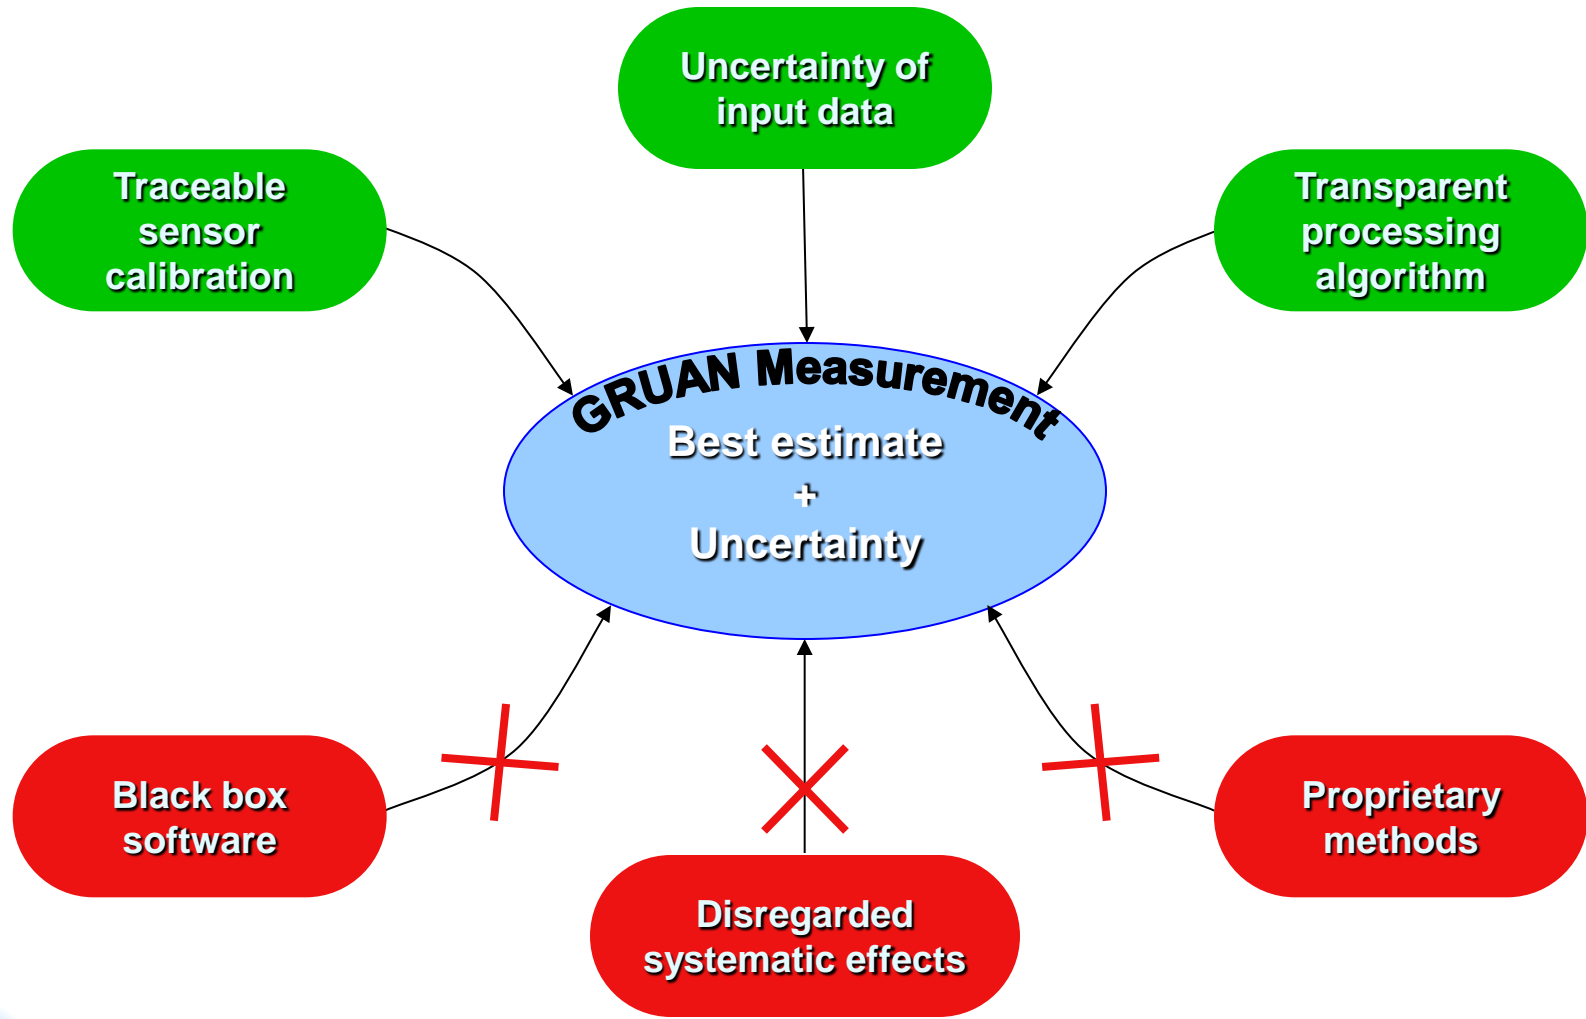 Uncertainty of
input data
Traceable
sensor
calibration
Transparent
processing
algorithm
GRUAN Measurement
Best estimate
+
Uncertainty
Black box
software
Proprietary
methods
Disregarded
systematic effects